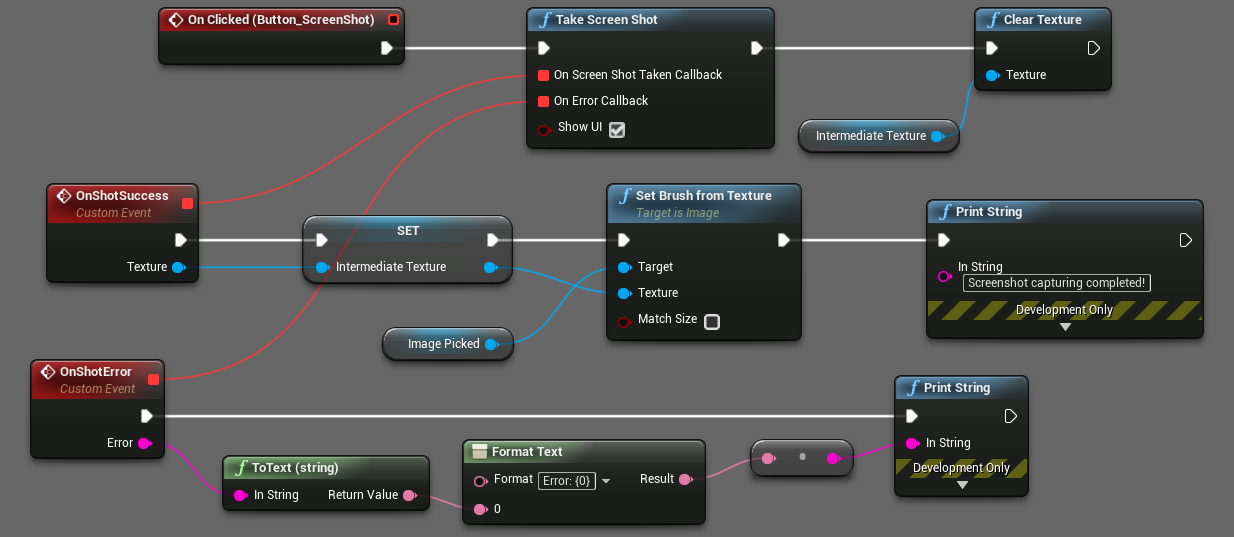 On Clicked (Button_ScreenShot)
f Take Screen Shot
On Screen Shot Taken Callback
On Error Callback
Show UI
f Clear Texture
Texture
Intermediate Texture
OnShotSuccess
Custom Event
Texture
SET
Intermediate Texture
Image Picked
f Set Brush from Texture
Target is Image
Target
Texture
Match Size
f Print String
In String
Screenshot capturing completed!
Development Only
OnShotError
Custom Event
Error
f ToText (string)
In String Return Value
Format Text
Format Error: {0} Result
0
f Print String
In String
Development Only